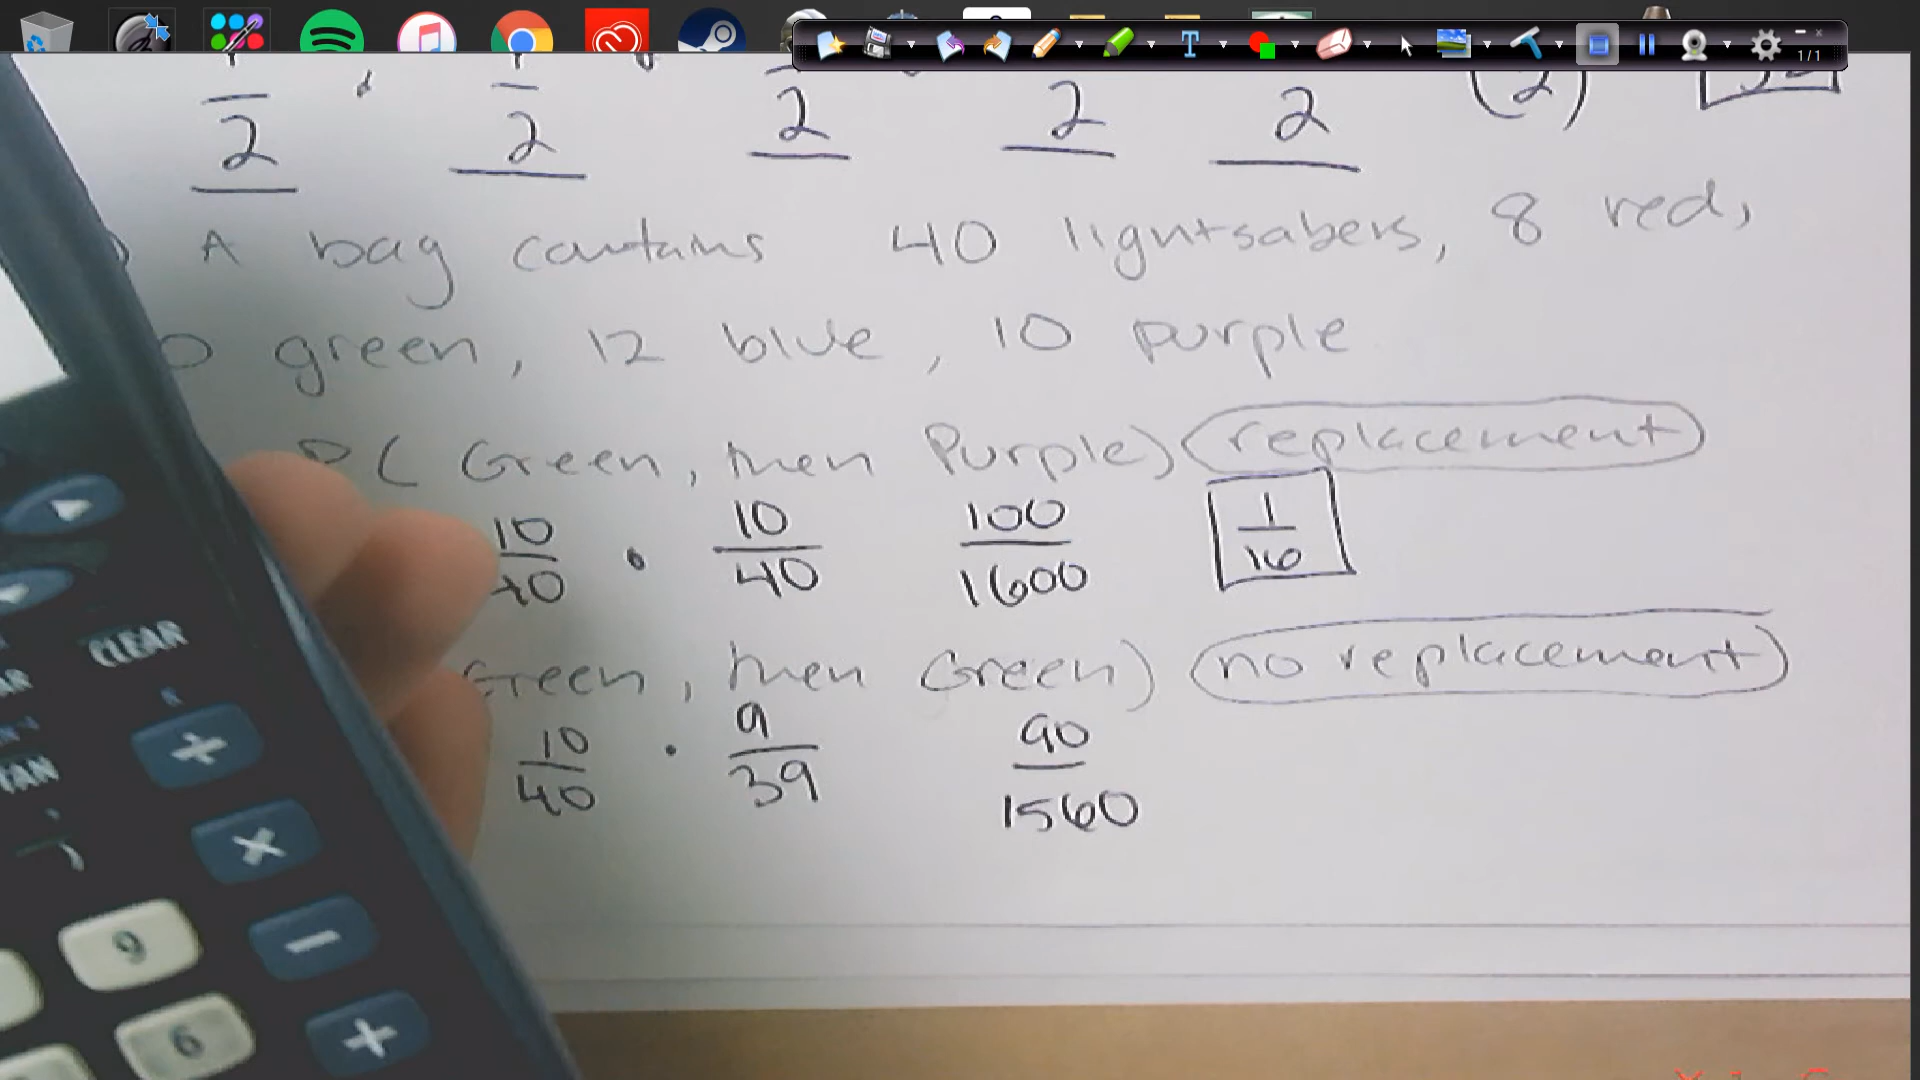 1/1
2 2 2 2 2 (2)
A bag contains 40 lightsabers, 8 red,
0 green, 12 blue, 10 purple
P( Green, then Purple) replacement
10/40 · 10/40 100/1600 1/16
Green, then Green) no replacement
10/40 · 9/39 90/1560
CLEAR
TAN
÷
×
9 −
6 +